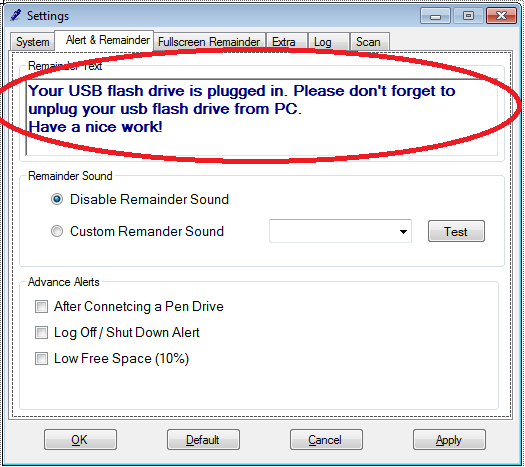 Settings
System Alert & Remainder Fullscreen Remainder Extra Log Scan
Remainder Text
Your USB flash drive is plugged in. Please don't forget to
unplug your usb flash drive from PC.
Have a nice work!
Remainder Sound
Disable Remainder Sound
Custom Remander Sound Test
Advance Alerts
After Connetcing a Pen Drive
Log Off / Shut Down Alert
Low Free Space (10%)
OK Default Cancel Apply